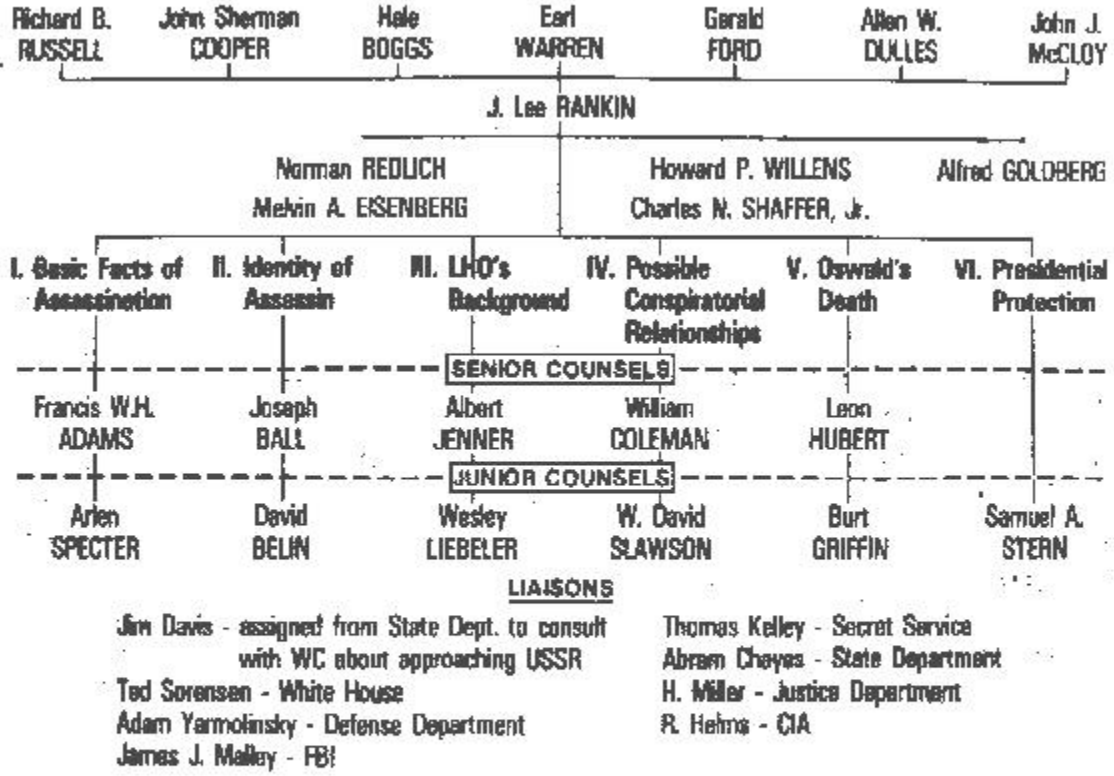 Richard B. RUSSELL
John Sherman COOPER
Hale BOGGS
Earl WARREN
Gerald FORD
Allen W. DULLES
John J. McCLOY
J. Lee RANKIN
Norman REDLICH
Howard P. WILLENS
Alfred GOLDBERG
Melvin A. EISENBERG
Charles N. SHAFFER, Jr.
I. Basic Facts of Assassination
II. Identity of Assassin
III. LHO's Background
IV. Possible Conspiratorial Relationships
V. Oswald's Death
VI. Presidential Protection
SENIOR COUNSELS
Francis W.H. ADAMS
Joseph BALL
Albert JENNER
William COLEMAN
Leon HUBERT
JUNIOR COUNSELS
Arlen SPECTER
David BELIN
Wesley LIEBELER
W. David SLAWSON
Burt GRIFFIN
Samuel A. STERN
LIAISONS
Jim Davis - assigned from State Dept. to consult
with WC about approaching USSR
Ted Sorensen - White House
Adam Yarmolinsky - Defense Department
James J. Malley - FBI
Thomas Kelley - Secret Service
Abram Chayes - State Department
H. Miller - Justice Department
R. Helms - CIA